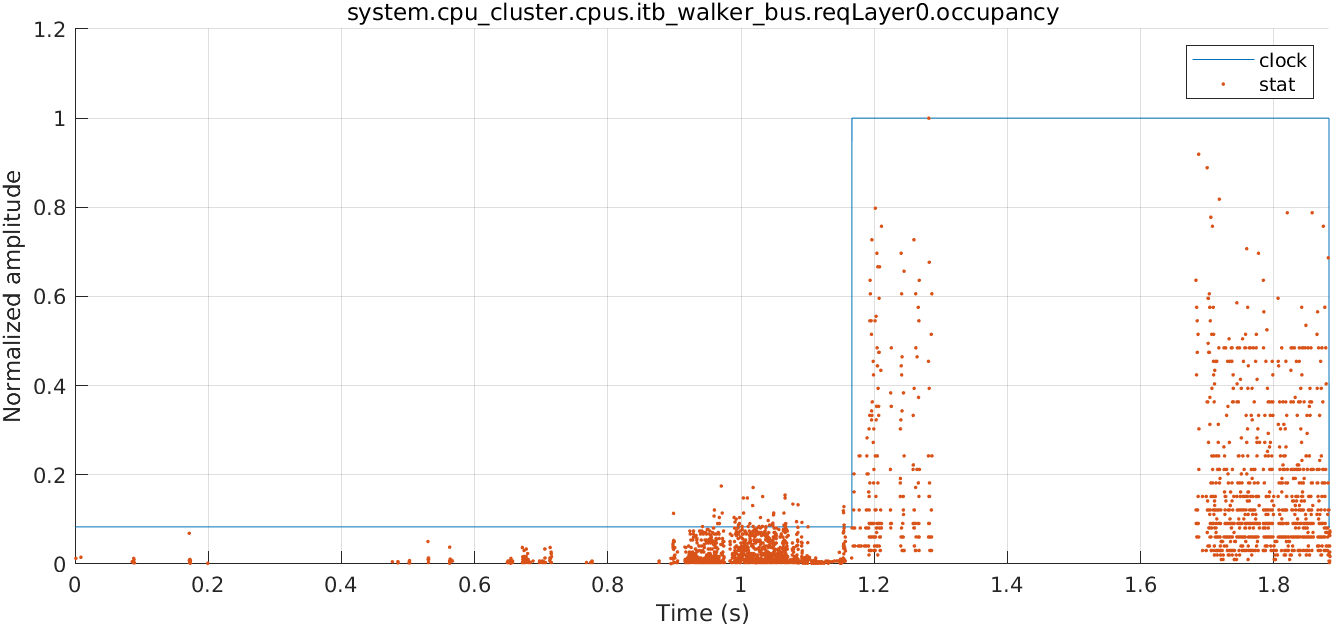 system.cpu_cluster.cpus.itb_walker_bus.reqLayer0.occupancy
1.2
1
0.8
0.6
0.4
0.2
0
Normalized amplitude
clock
stat
0 0.2 0.4 0.6 0.8 1 1.2 1.4 1.6 1.8
Time (s)